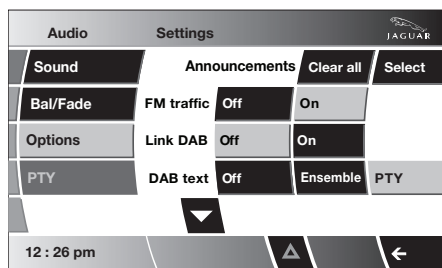 Audio Settings JAGUAR
Sound Announcements Clear all Select
Bal/Fade FM traffic Off On
Options Link DAB Off On
PTY DAB text Off Ensemble PTY
12 : 26 pm